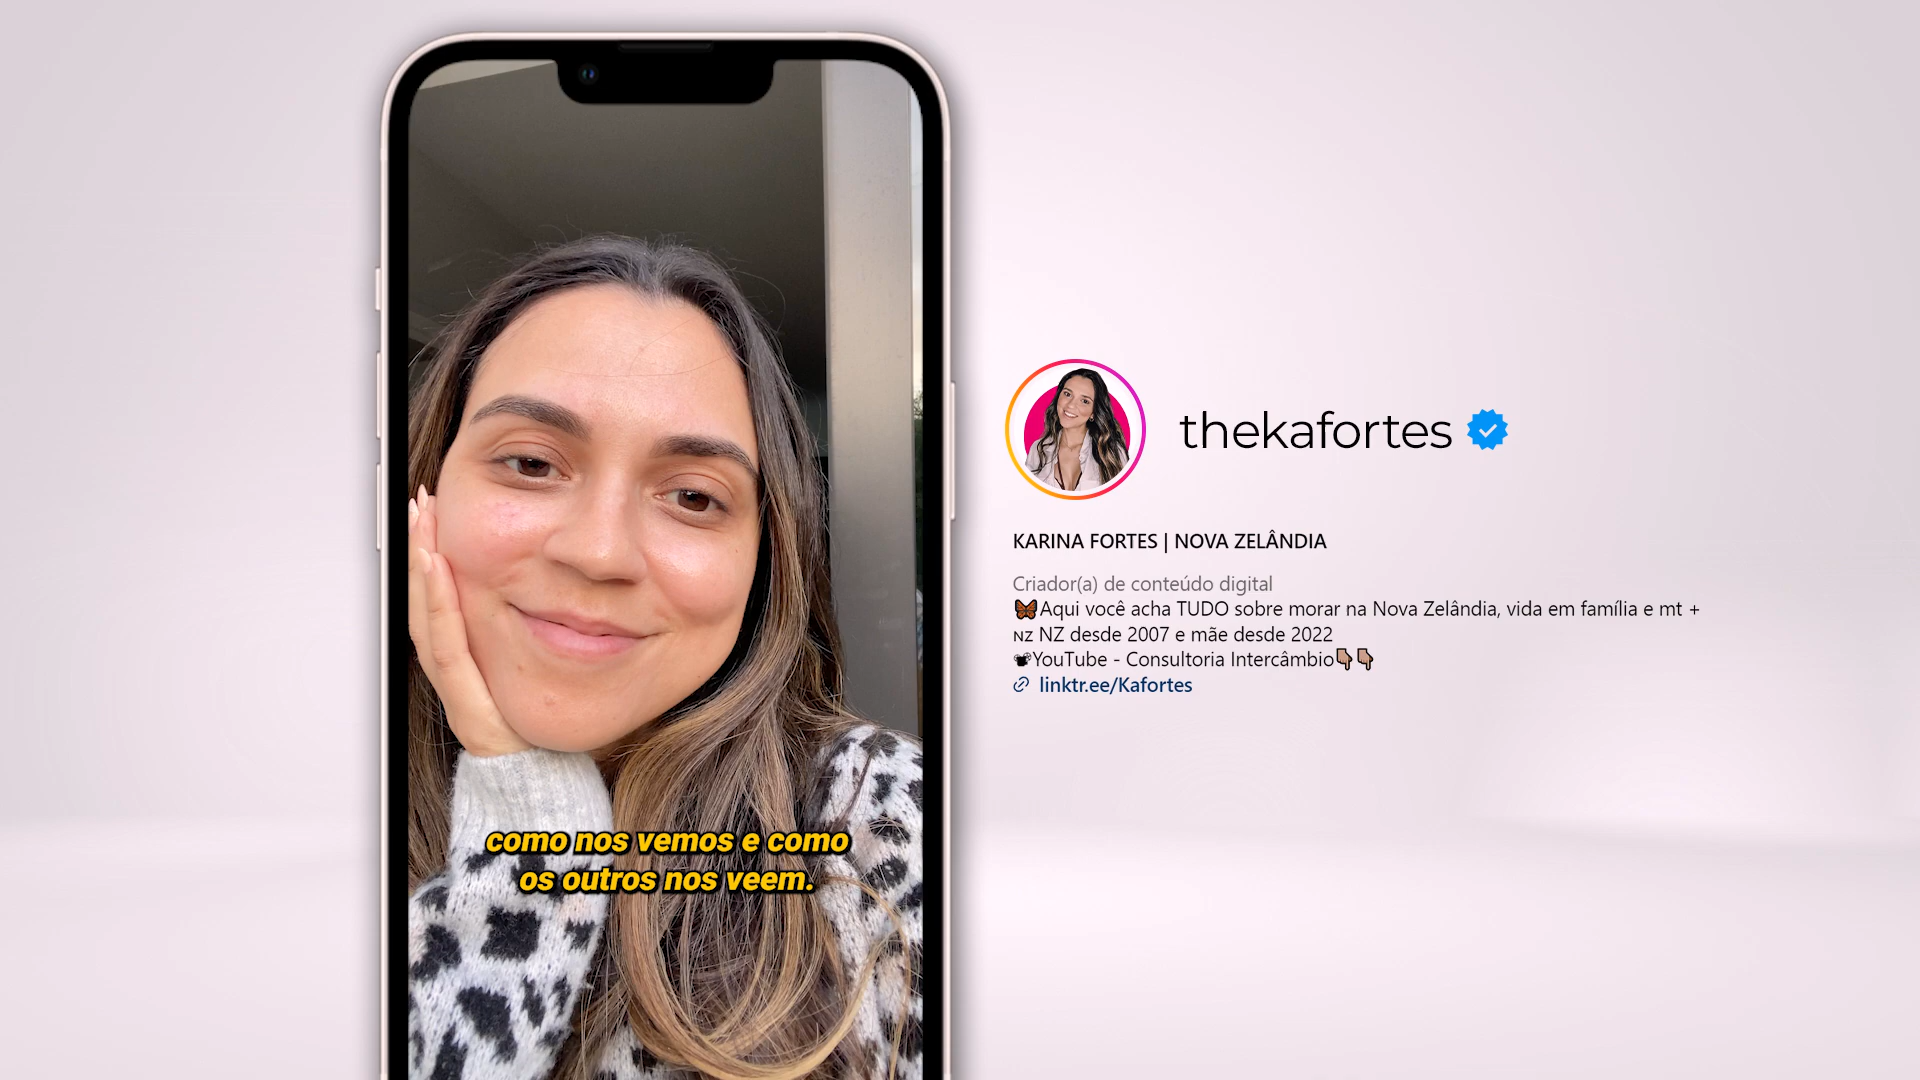 como nos vemos e como
os outros nos veem.
thekafortes
KARINA FORTES | NOVA ZELÂNDIA
Criador(a) de conteúdo digital
🦋Aqui você acha TUDO sobre morar na Nova Zelândia, vida em família e mt +
NZ NZ desde 2007 e mãe desde 2022
📽YouTube - Consultoria Intercâmbio👇🏽👇🏽
linktr.ee/Kafortes